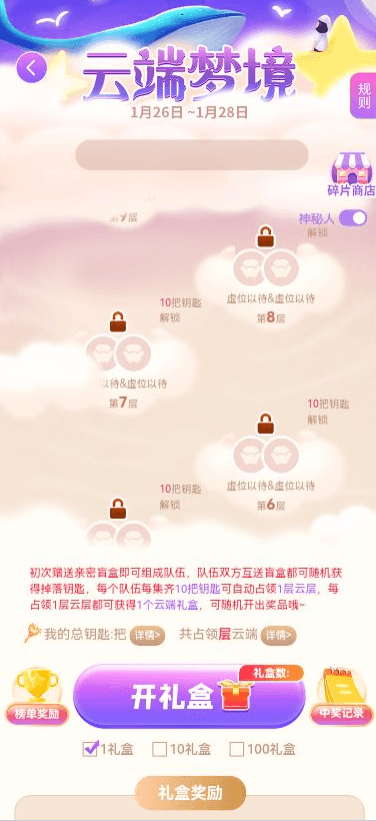 云端梦境
1月26日 ~1月28日
规则
碎片商店
神秘人
解锁
虚位以待&虚位以待
第8层
10把钥匙
解锁
以待&虚位以待
第7层
10把钥匙
解锁
虚位以待&虚位以待
第6层
10把钥匙
解锁
初次赠送亲密盲盒即可组成队伍，队伍双方互送盲盒都可随机获
得掉落钥匙，每个队伍每集齐10把钥匙可自动占领1层云层，每
占领1层云层都可获得1个云端礼盒，可随机开出奖品哦~
我的总钥匙:把 详情> 共占领层云端 详情>
礼盒数:
开礼盒
榜单奖励
中奖记录
1礼盒 10礼盒 100礼盒
礼盒奖励